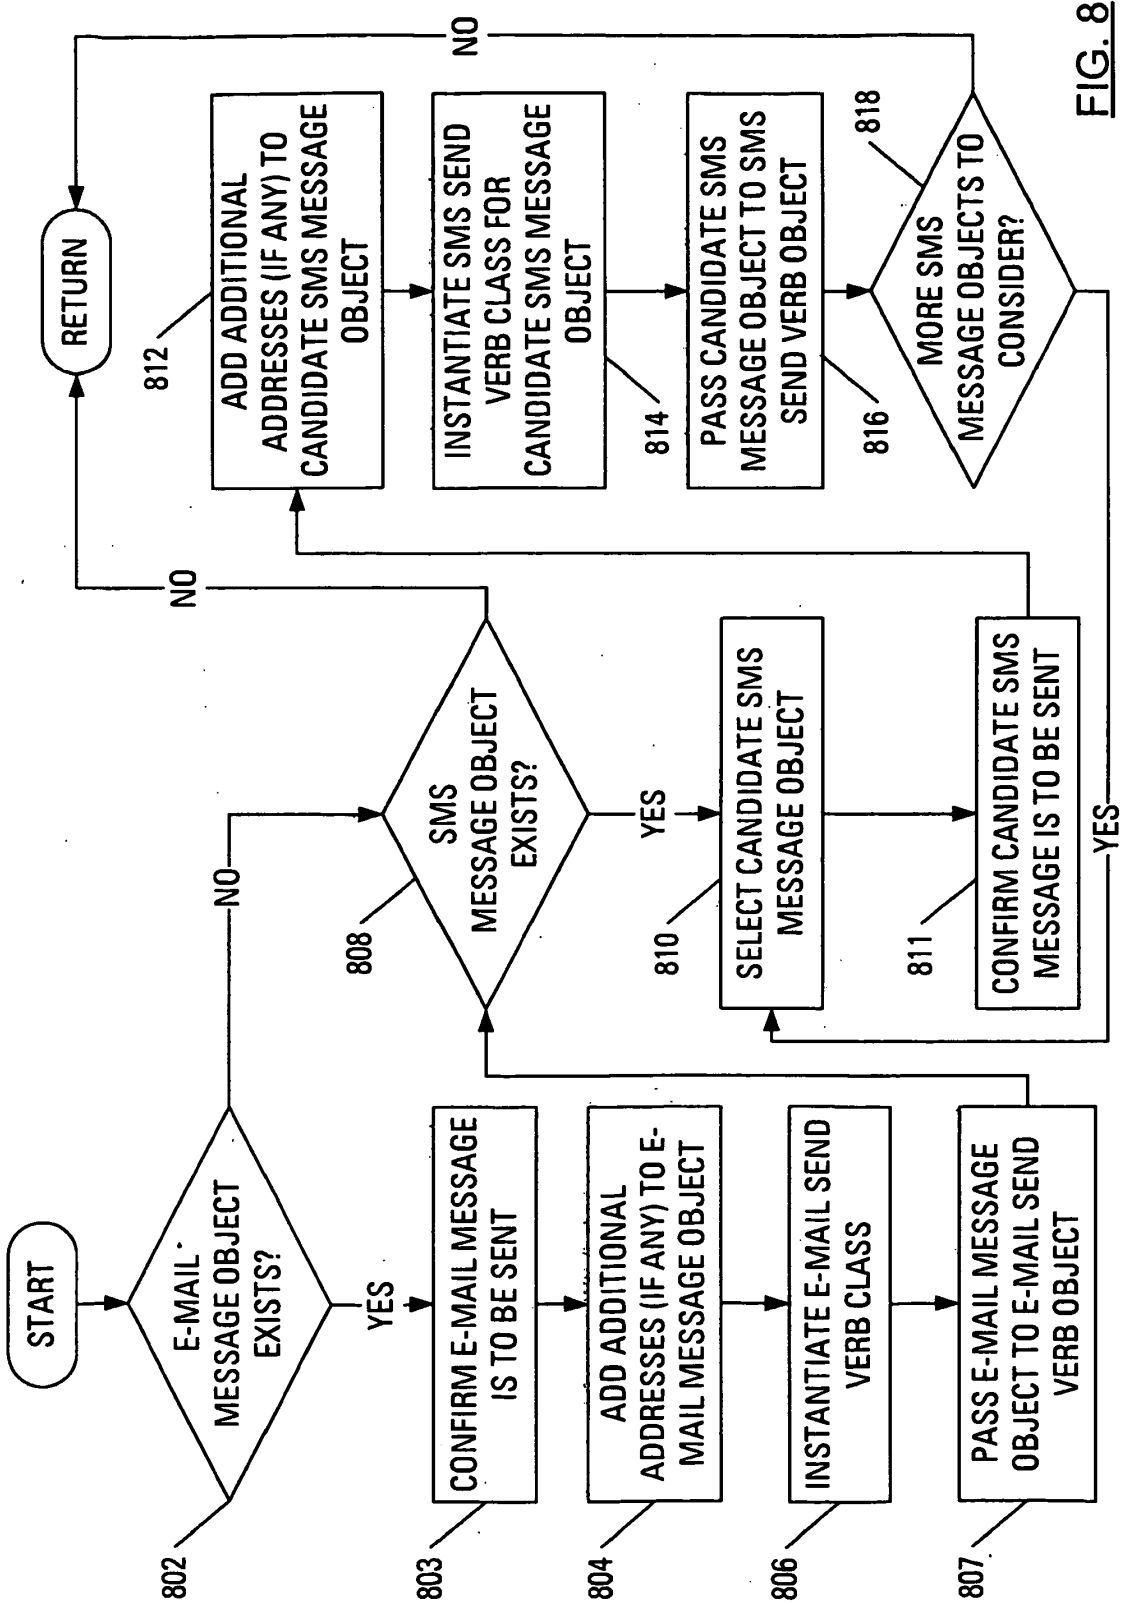 START
E-MAIL
MESSAGE OBJECT
EXISTS?
802
NO
YES
CONFIRM E-MAIL MESSAGE
IS TO BE SENT
803
ADD ADDITIONAL
ADDRESSES (IF ANY) TO E-
MAIL MESSAGE OBJECT
804
INSTANTIATE E-MAIL SEND
VERB CLASS
806
PASS E-MAIL MESSAGE
OBJECT TO E-MAIL SEND
VERB OBJECT
807
SMS
MESSAGE OBJECT
EXISTS?
808
NO
YES
SELECT CANDIDATE SMS
MESSAGE OBJECT
810
CONFIRM CANDIDATE SMS
MESSAGE IS TO BE SENT
811
YES
RETURN
NO
ADD ADDITIONAL
ADDRESSES (IF ANY) TO
CANDIDATE SMS MESSAGE
OBJECT
812
INSTANTIATE SMS SEND
VERB CLASS FOR
CANDIDATE SMS MESSAGE
OBJECT
814
PASS CANDIDATE SMS
MESSAGE OBJECT TO SMS
SEND VERB OBJECT
816
MORE SMS
MESSAGE OBJECTS TO
CONSIDER?
818
FIG. 8